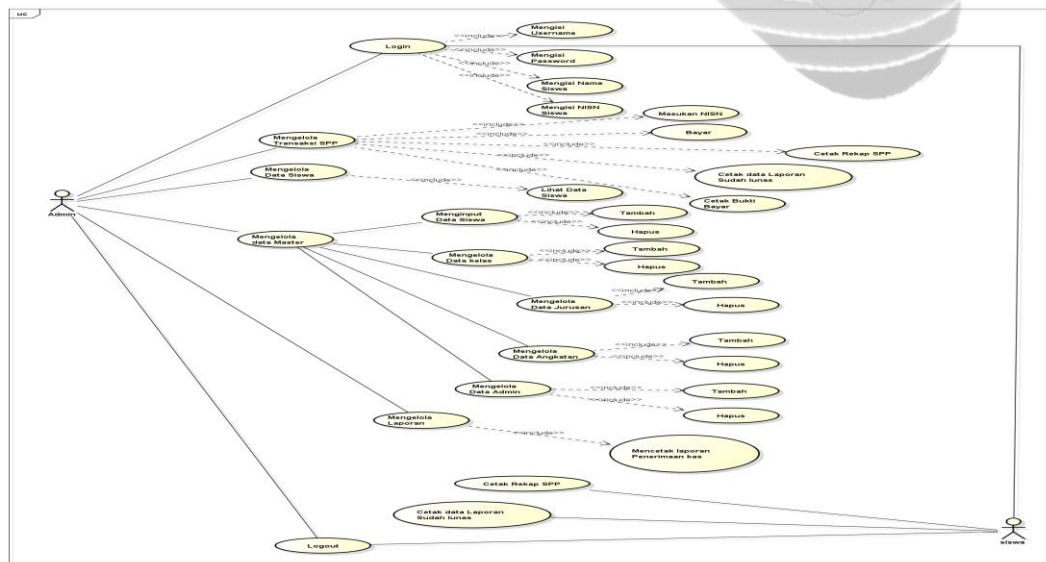 uc
Login
<<include>>
Mengisi
Username
<<include>>
Mengisi
Password
<<include>>
Mengisi Nama
Siswa
<<include>>
Mengisi NISN
Siswa
Mengelola
Transaksi SPP
<<include>>
Masukan NISN
<<include>>
Bayar
<<include>>
Cetak Rekap SPP
<<include>>
Cetak data Laporan
Sudah lunas
<<include>>
Cetak Bukti
Bayar
Mengelola
Data Siswa
<<include>>
Lihat Data
Siswa
Admin
Mengelola
data Master
Menginput
Data Siswa
<<include>>
Tambah
<<include>>
Hapus
Mengelola
Data kelas
<<include>>
Tambah
<<include>>
Hapus
Mengelola
Data Jurusan
<<include>>
Tambah
<<include>>
Hapus
Mengelola
Data Angkatan
<<include>>
Tambah
<<include>>
Hapus
Mengelola
Data Admin
<<include>>
Tambah
<<include>>
Hapus
Mengelola
Laporan
<<include>>
Mencetak laporan
Penerimaan kas
Cetak Rekap SPP
Cetak data Laporan
Sudah lunas
Logout
siswa